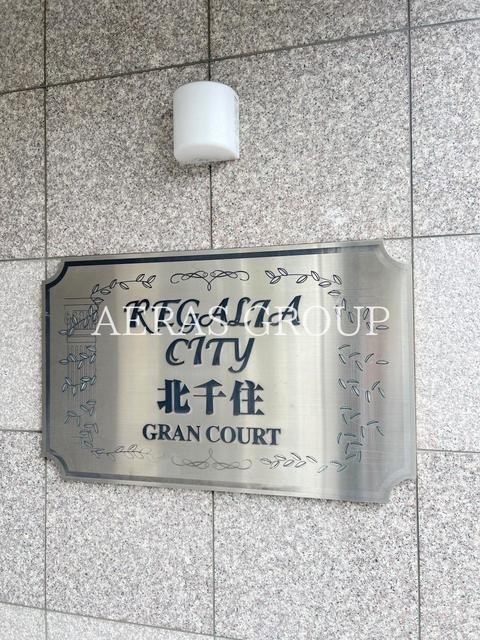 REGALIA
AERAS GROUP
CITY
北千住
GRAN COURT